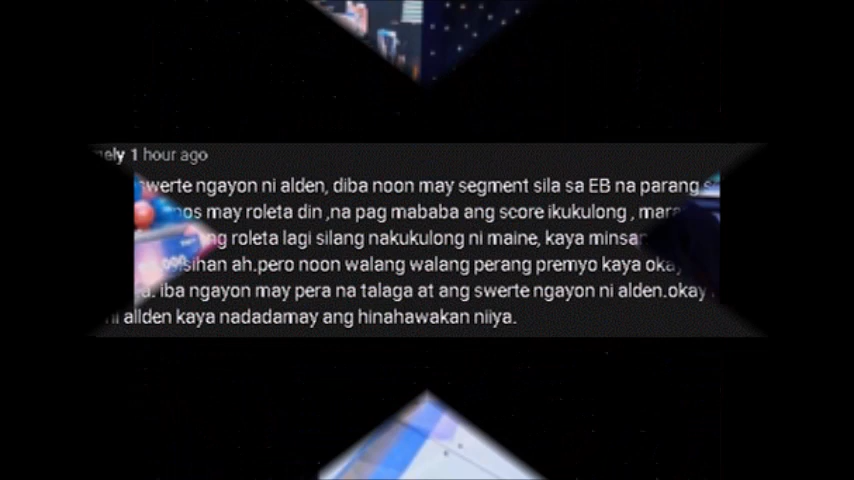 1 hour ago
swerte ngayon ni alden, diba noon may segment sila sa EB na parang
may roleta din ,na pag mababa ang score ikukulong ,
roleta lagi silang nakukulong ni maine, kaya
ah.pero noon walang walang perang premyo kaya
iba ngayon may pera na talaga at ang swerte ngayon ni alden.okay
ni allden kaya nadadamay ang hinahawakan niiya.